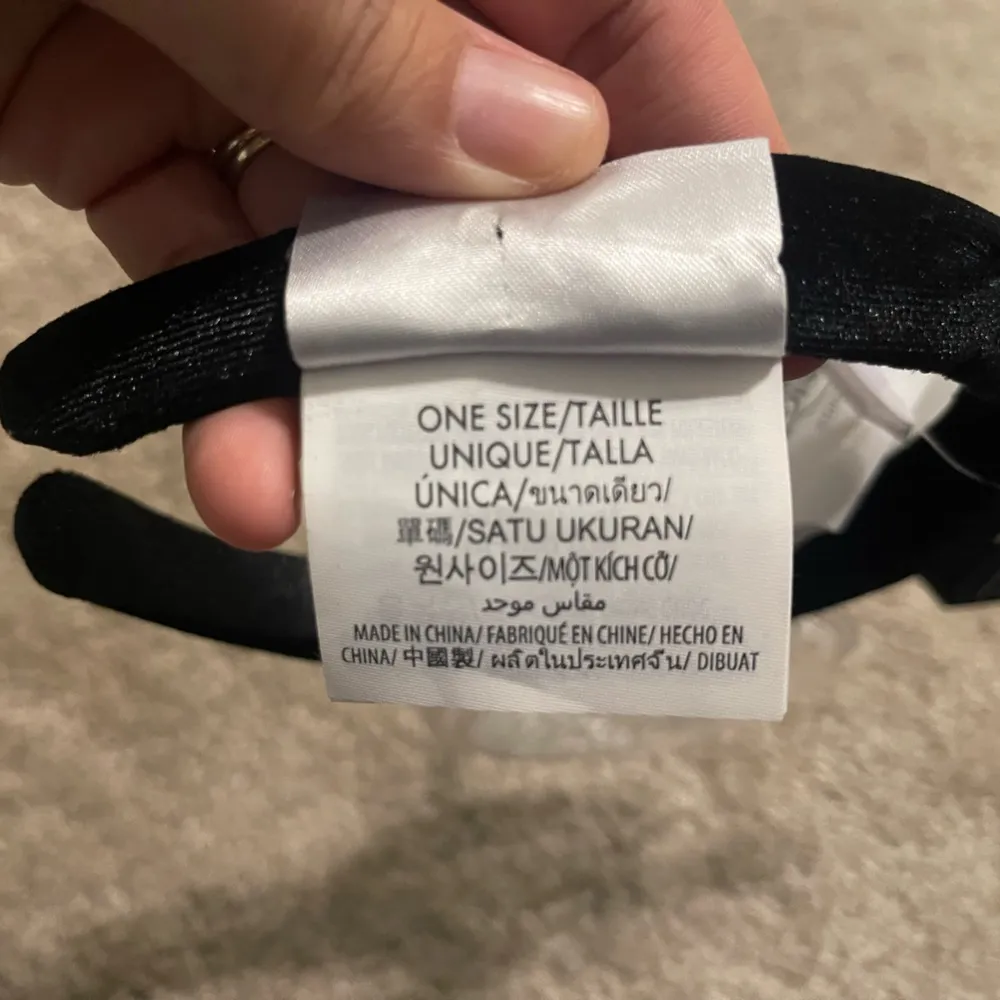 ONE SIZE/TAILLE
UNIQUE/TALLA
ÚNICA/ขนาดเดียว/
單碼/SATU UKURAN/
원사이즈/MỘT KÍCH CỠ/
مقاس موحد
MADE IN CHINA/ FABRIQUÉ EN CHINE/ HECHO EN
CHINA/ 中國製/ ผลิตในประเทศจีน/ DIBUAT